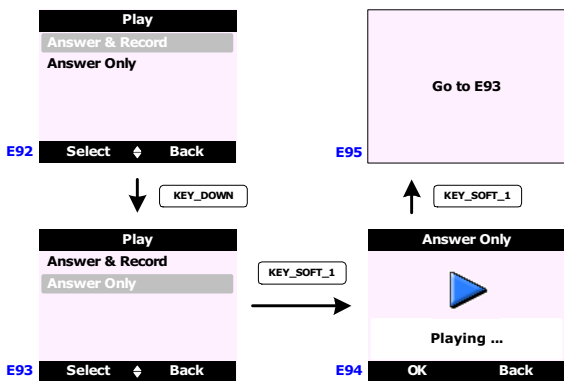 Play
Answer & Record
Answer Only
E92 Select Back
KEY_DOWN
Play
Answer & Record
Answer Only
E93 Select Back
KEY_SOFT_1
Go to E93
E95
KEY_SOFT_1
Answer Only
Playing ...
E94 OK Back